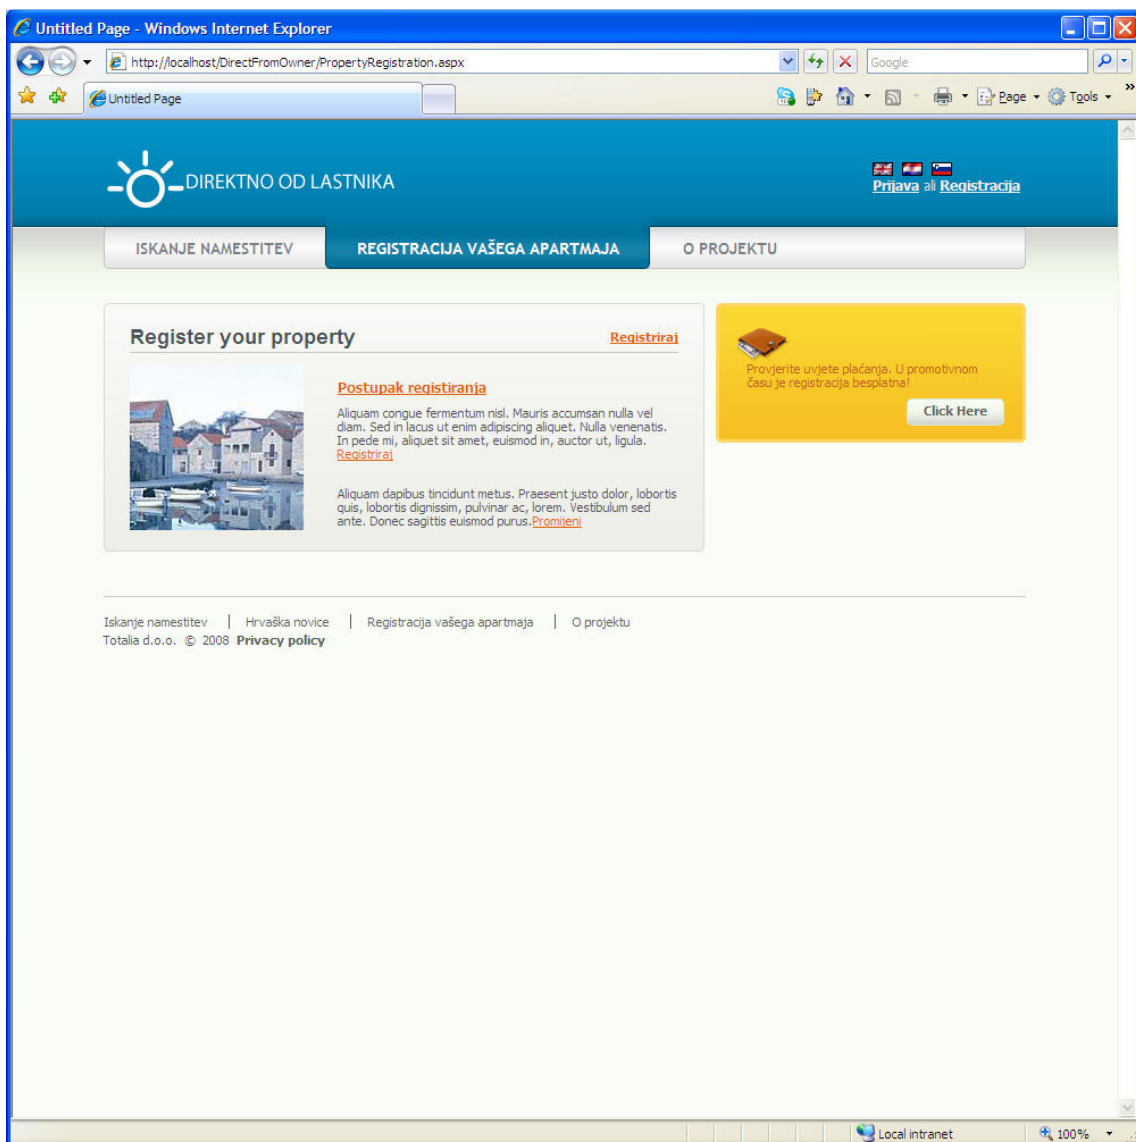 Untitled Page - Windows Internet Explorer
http://localhost/DirectFromOwner/PropertyRegistration.aspx
Google
Untitled Page
Page
Tools
DIREKTNO OD LASTNIKA
Prijava ali Registracija
ISKANJE NAMESTITEV
REGISTRACIJA VAŠEGA APARTMAJA
O PROJEKTU
Register your property
Registriraj
Postupak registiranja
Aliquam congue fermentum nisl. Mauris accumsan nulla vel
diam. Sed in lacus ut enim adipiscing aliquet. Nulla venenatis.
In pede mi, aliquet sit amet, euismod in, auctor ut, ligula.
Registriraj
Aliquam dapibus tincidunt metus. Praesent justo dolor, lobortis
quis, lobortis dignissim, pulvinar ac, lorem. Vestibulum sed
ante. Donec sagittis euismod purus.Promijeni
Provjerite uvjete plaćanja. U promotivnom
času je registracija besplatna!
Click Here
Iskanje namestitev | Hrvaška novice | Registracija vašega apartmaja | O projektu
Totalia d.o.o. © 2008 Privacy policy
Local intranet
100%